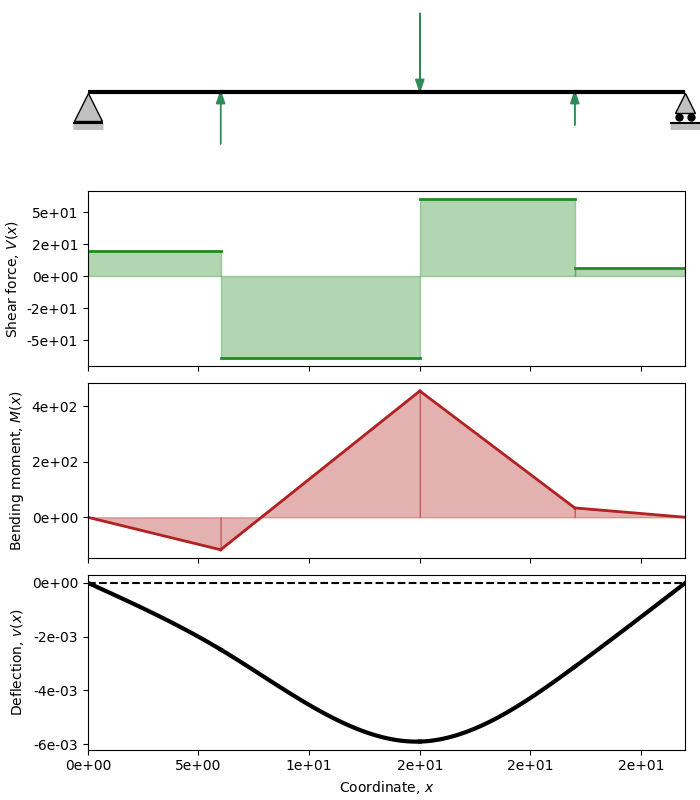 5e+01
2e+01
0e+00
-2e+01
-5e+01
Shear force, V(x)
4e+02
2e+02
0e+00
Bending moment, M(x)
0e+00
-2e-03
-4e-03
-6e-03
Deflection, v(x)
0e+00 5e+00 1e+01 2e+01 2e+01 2e+01
Coordinate, x